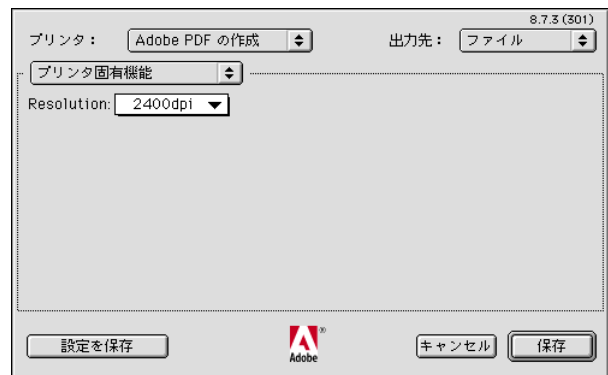 8.7.3 (301)
プリンタ： Adobe PDF の作成 出力先： ファイル
プリンタ固有機能
Resolution: 2400dpi
設定を保存 Adobe ® キャンセル 保存